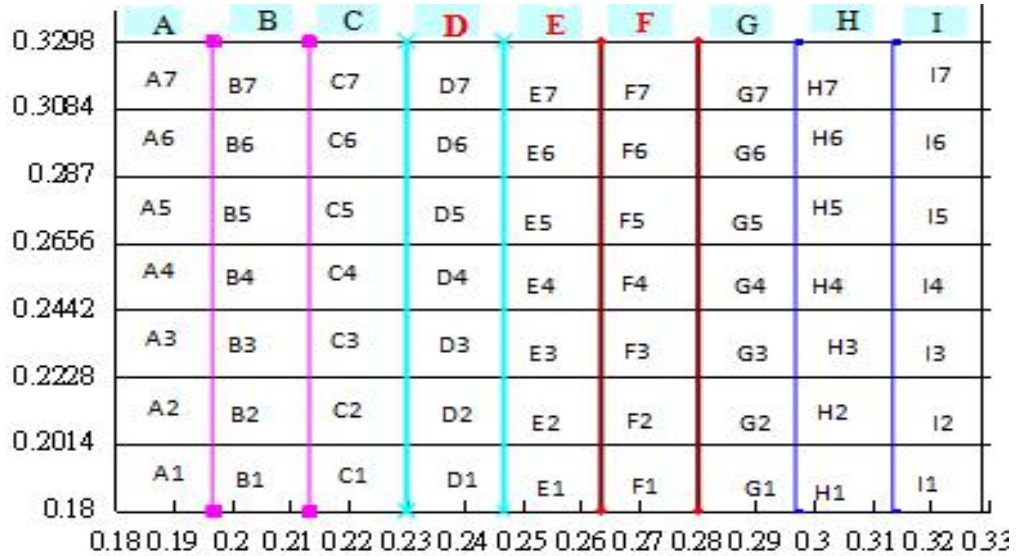 A B C D E F G H I
0.3298
A7 B7 C7 D7 E7 F7 G7 H7 I7
0.3084
A6 B6 C6 D6 E6 F6 G6 H6 I6
0.287
A5 B5 C5 D5 E5 F5 G5 H5 I5
0.2656
A4 B4 C4 D4 E4 F4 G4 H4 I4
0.2442
A3 B3 C3 D3 E3 F3 G3 H3 I3
0.2228
A2 B2 C2 D2 E2 F2 G2 H2 I2
0.2014
A1 B1 C1 D1 E1 F1 G1 H1 I1
0.18
0.18 0.19 0.2 0.21 0.22 0.23 0.24 0.25 0.26 0.27 0.28 0.29 0.3 0.31 0.32 0.33